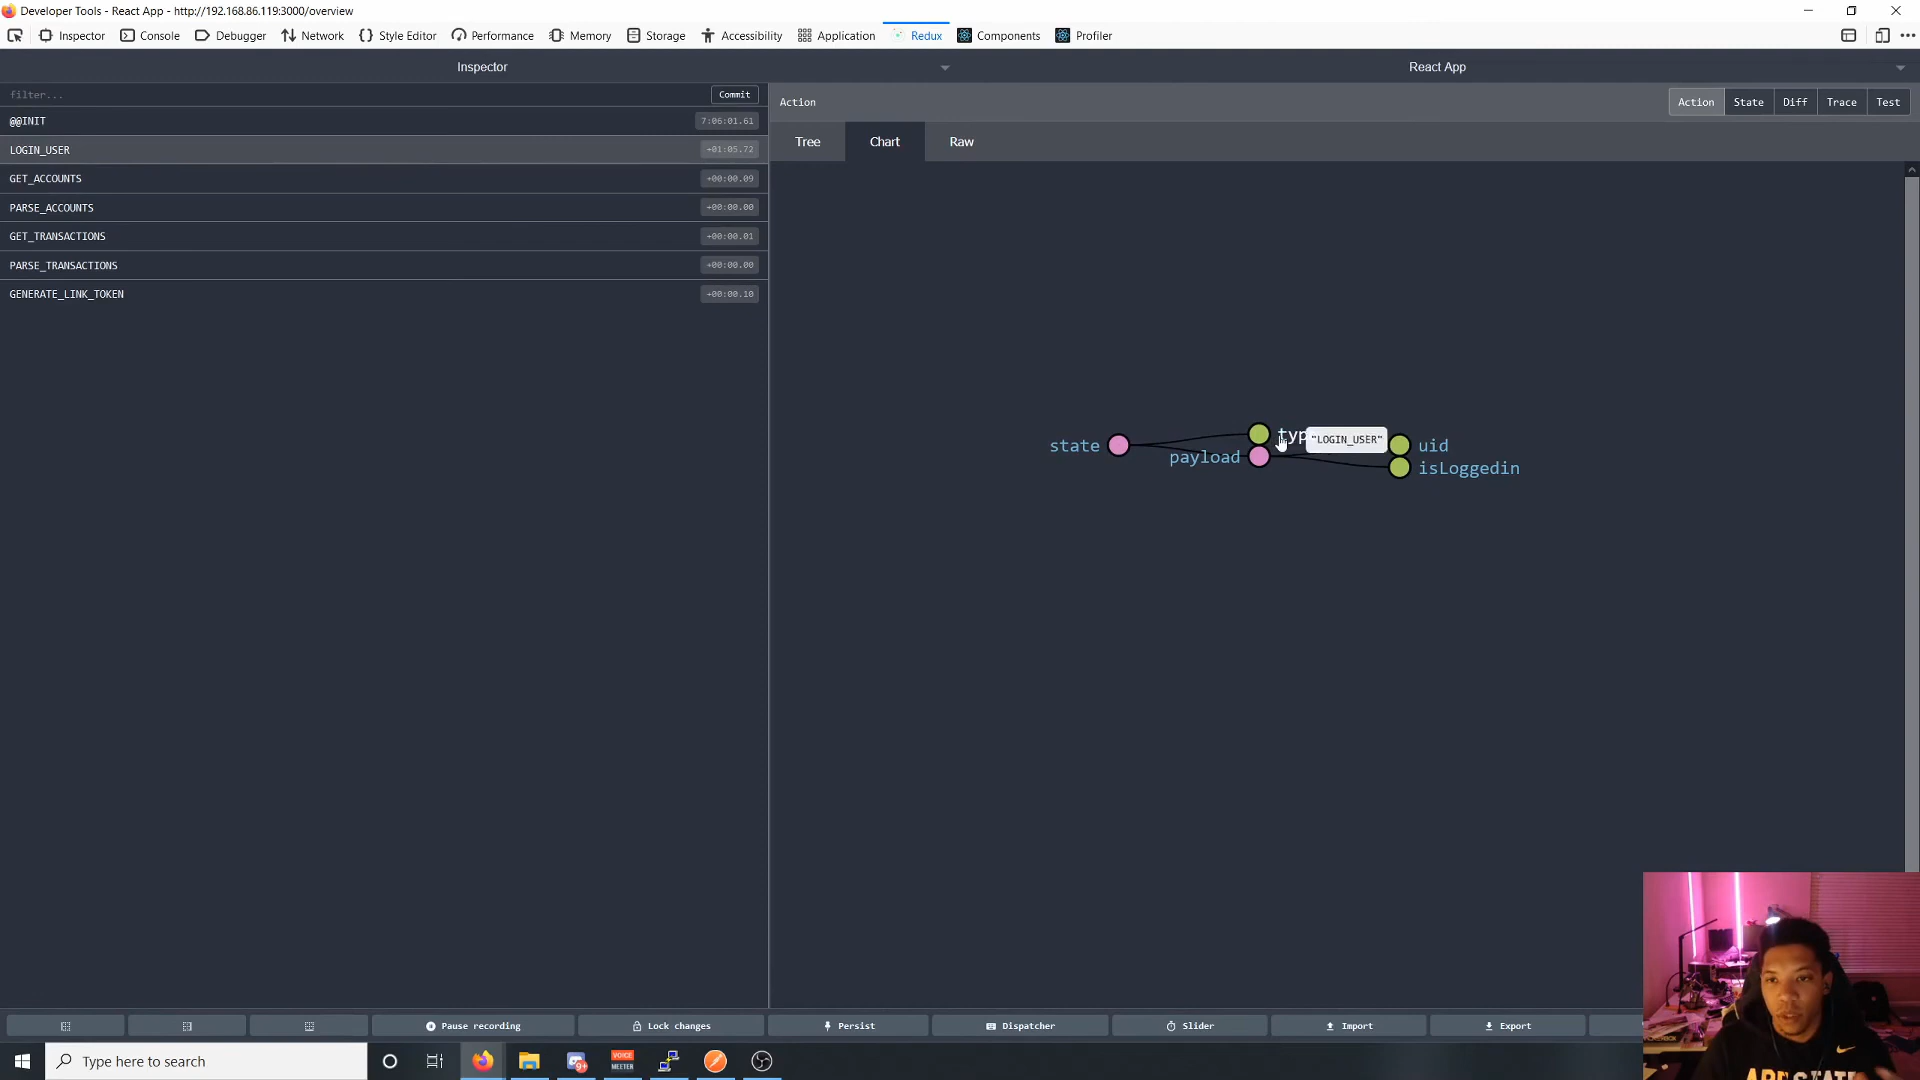 Developer Tools - React App - http://192.168.86.119:3000/overview
Inspector Console Debugger Network Style Editor Performance Memory Storage Accessibility Application Redux Components Profiler
Inspector
React App
filter...
Commit
@@INIT 7:06:01.61
LOGIN_USER +01:05.72
GET_ACCOUNTS +00:00.09
PARSE_ACCOUNTS +00:00.00
GET_TRANSACTIONS +00:00.01
PARSE_TRANSACTIONS +00:00.00
GENERATE_LINK_TOKEN +00:00.10
Action
Action State Diff Trace Test
Tree Chart Raw
state
typ
"LOGIN_USER"
uid
payload
isLoggedin
Pause recording Lock changes Persist Dispatcher Slider Import Export
Type here to search
9+
VOICE
MEETER